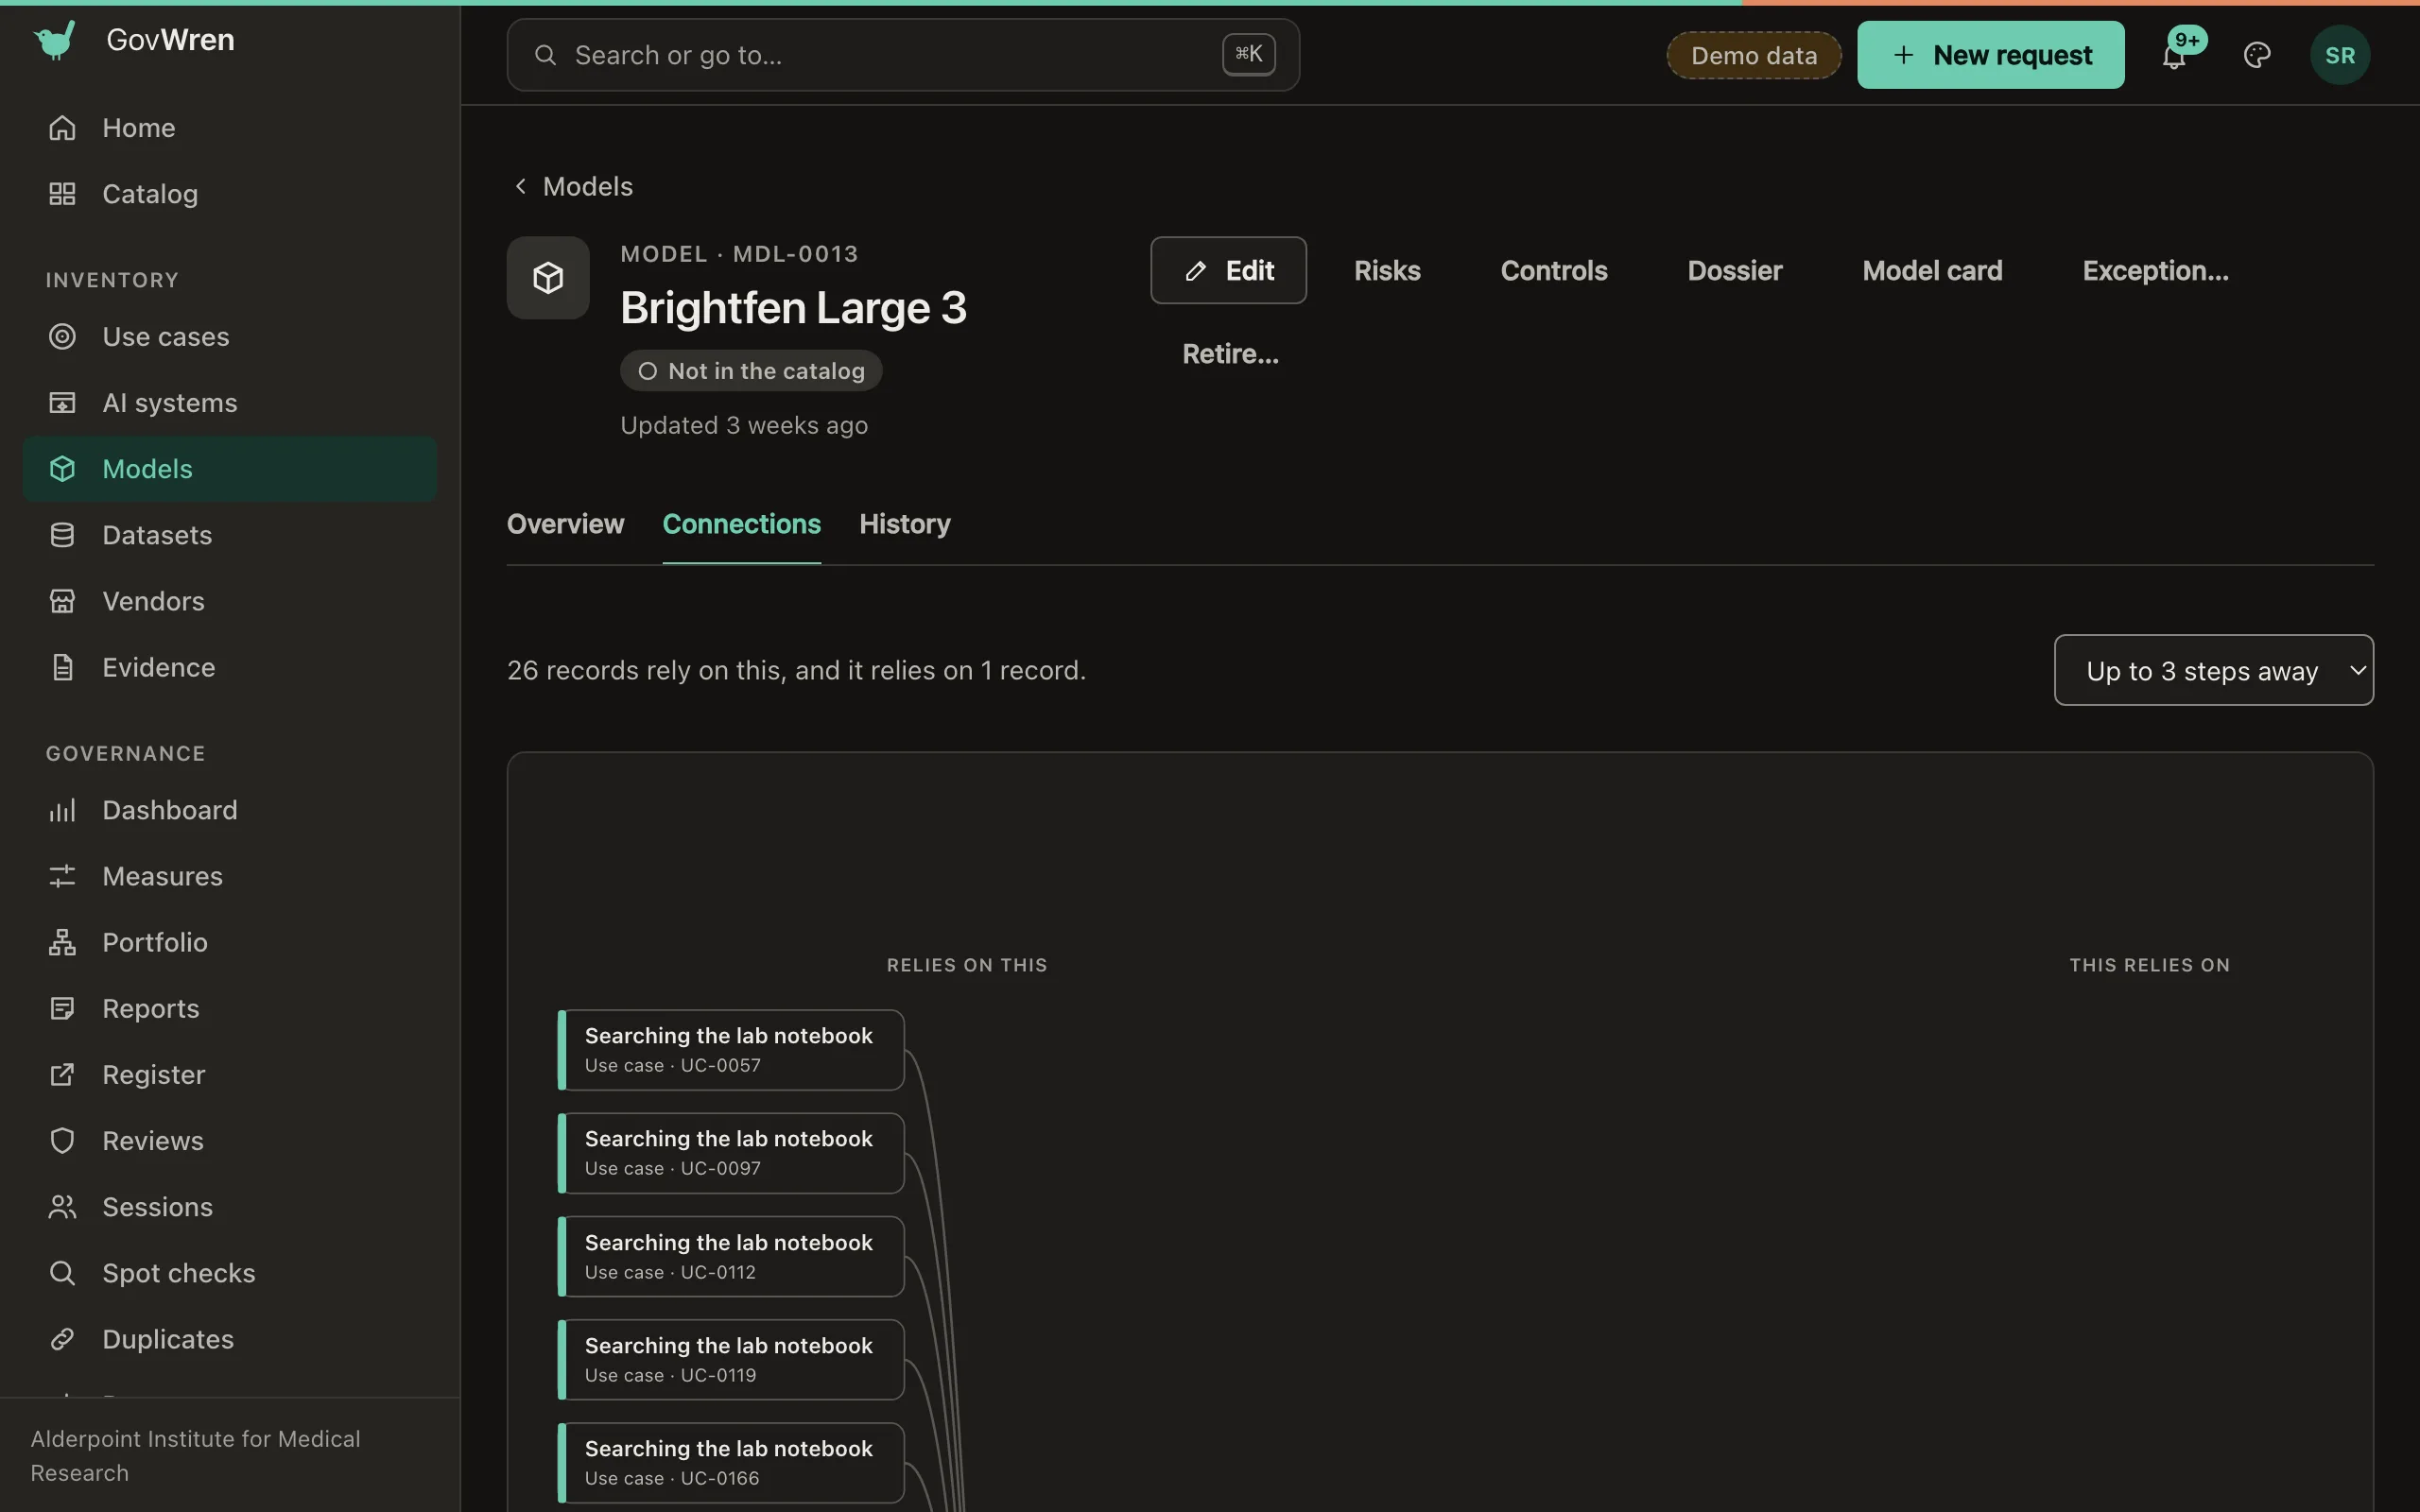 GovWren
Search or go to...
⌘K
Demo data
New request
9+
SR
Home
Catalog
INVENTORY
Use cases
AI systems
Models
Datasets
Vendors
Evidence
GOVERNANCE
Dashboard
Measures
Portfolio
Reports
Register
Reviews
Sessions
Spot checks
Duplicates
Alderpoint Institute for Medical
Research
Models
MODEL · MDL-0013
Brightfen Large 3
Not in the catalog
Updated 3 weeks ago
Edit
Risks
Controls
Dossier
Model card
Exception...
Retire...
Overview
Connections
History
26 records rely on this, and it relies on 1 record.
Up to 3 steps away
RELIES ON THIS
THIS RELIES ON
Searching the lab notebook
Use case · UC-0057
Searching the lab notebook
Use case · UC-0097
Searching the lab notebook
Use case · UC-0112
Searching the lab notebook
Use case · UC-0119
Searching the lab notebook
Use case · UC-0166